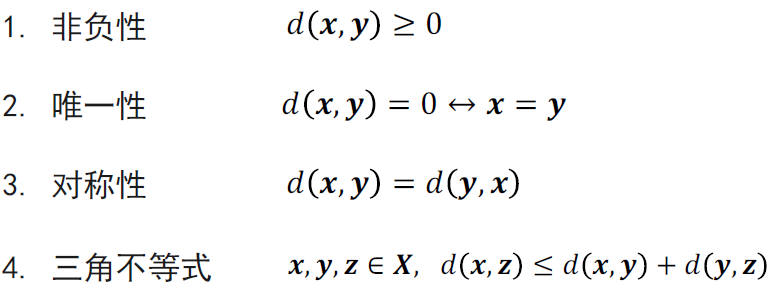 1. 非负性 d(x,y) ≥ 0
2. 唯一性 d(x,y) = 0 ↔ x = y
3. 对称性 d(x,y) = d(y,x)
4. 三角不等式 x,y,z ∈ X, d(x,z) ≤ d(x,y) + d(y,z)